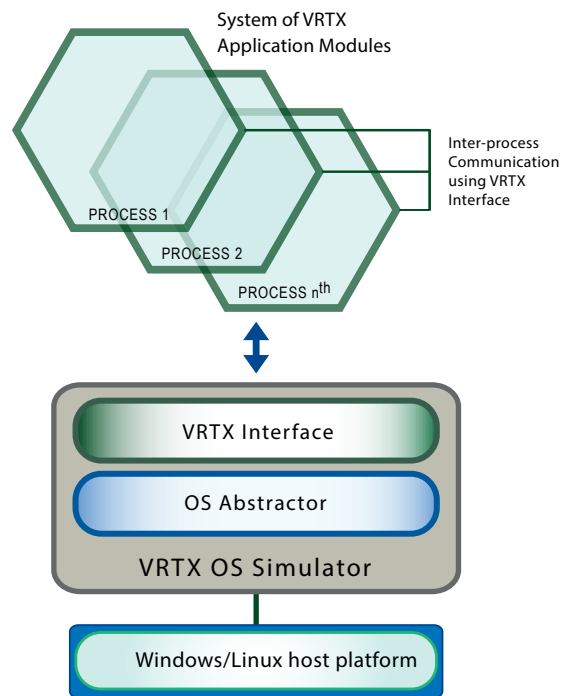 System of VRTX
Application Modules
Inter-process
Communication
using VRTX
Interface
PROCESS 1
PROCESS 2
PROCESS nth
VRTX Interface
OS Abstractor
VRTX OS Simulator
Windows/Linux host platform